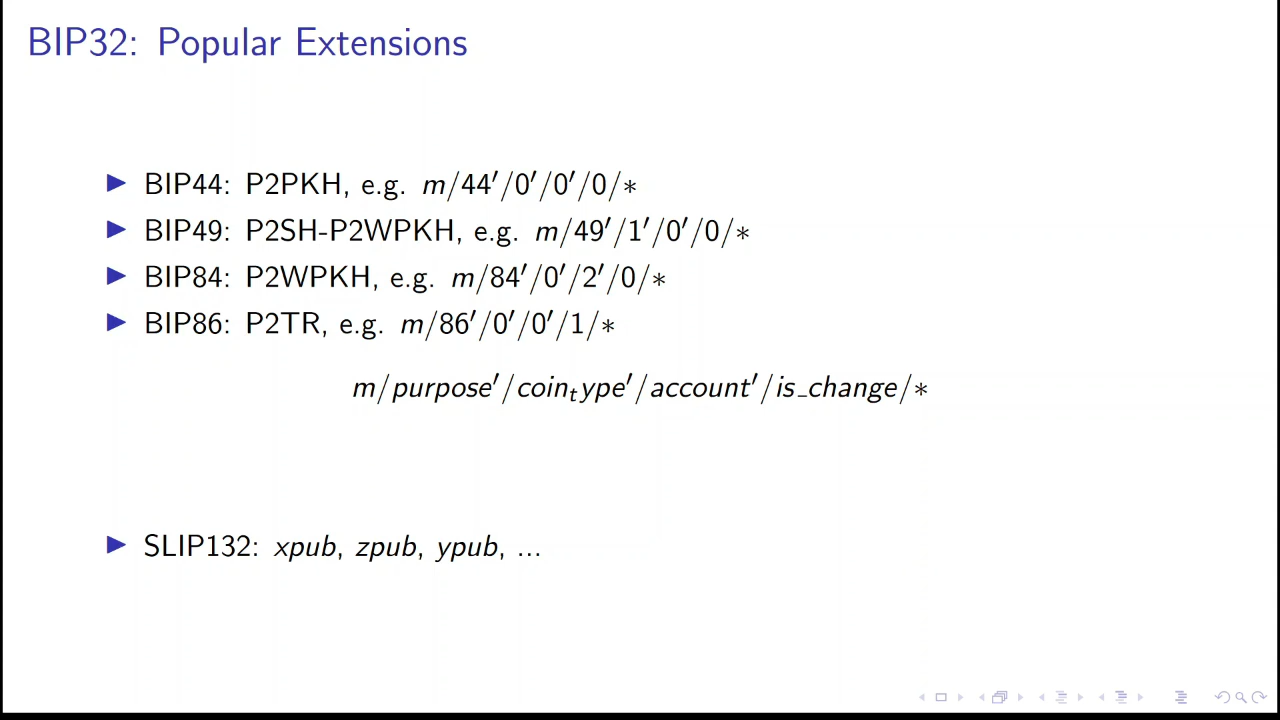 BIP32: Popular Extensions
▶ BIP44: P2PKH, e.g. m/44′/0′/0′/0/∗
▶ BIP49: P2SH-P2WPKH, e.g. m/49′/1′/0′/0/∗
▶ BIP84: P2WPKH, e.g. m/84′/0′/2′/0/∗
▶ BIP86: P2TR, e.g. m/86′/0′/0′/1/∗
m/purpose′/coinₜype′/account′/is_change/∗
▶ SLIP132: xpub, zpub, ypub, ...